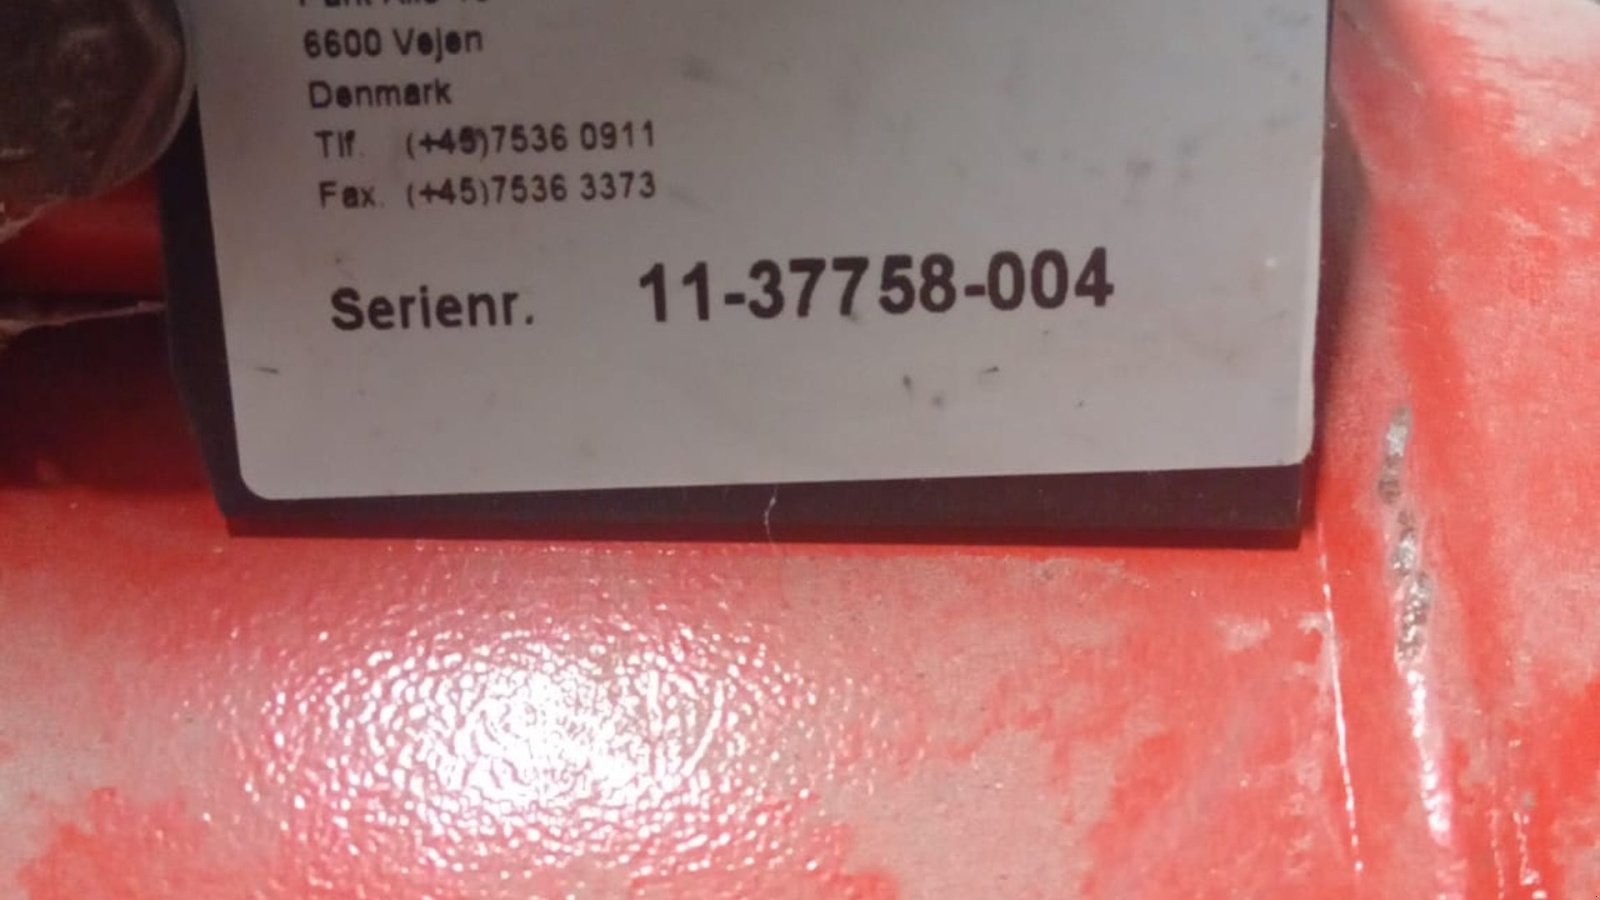 6600 Vejen
Denmark
Tlf. (+45)7536 0911
Fax. (+45)7536 3373
Serienr. 11-37758-004